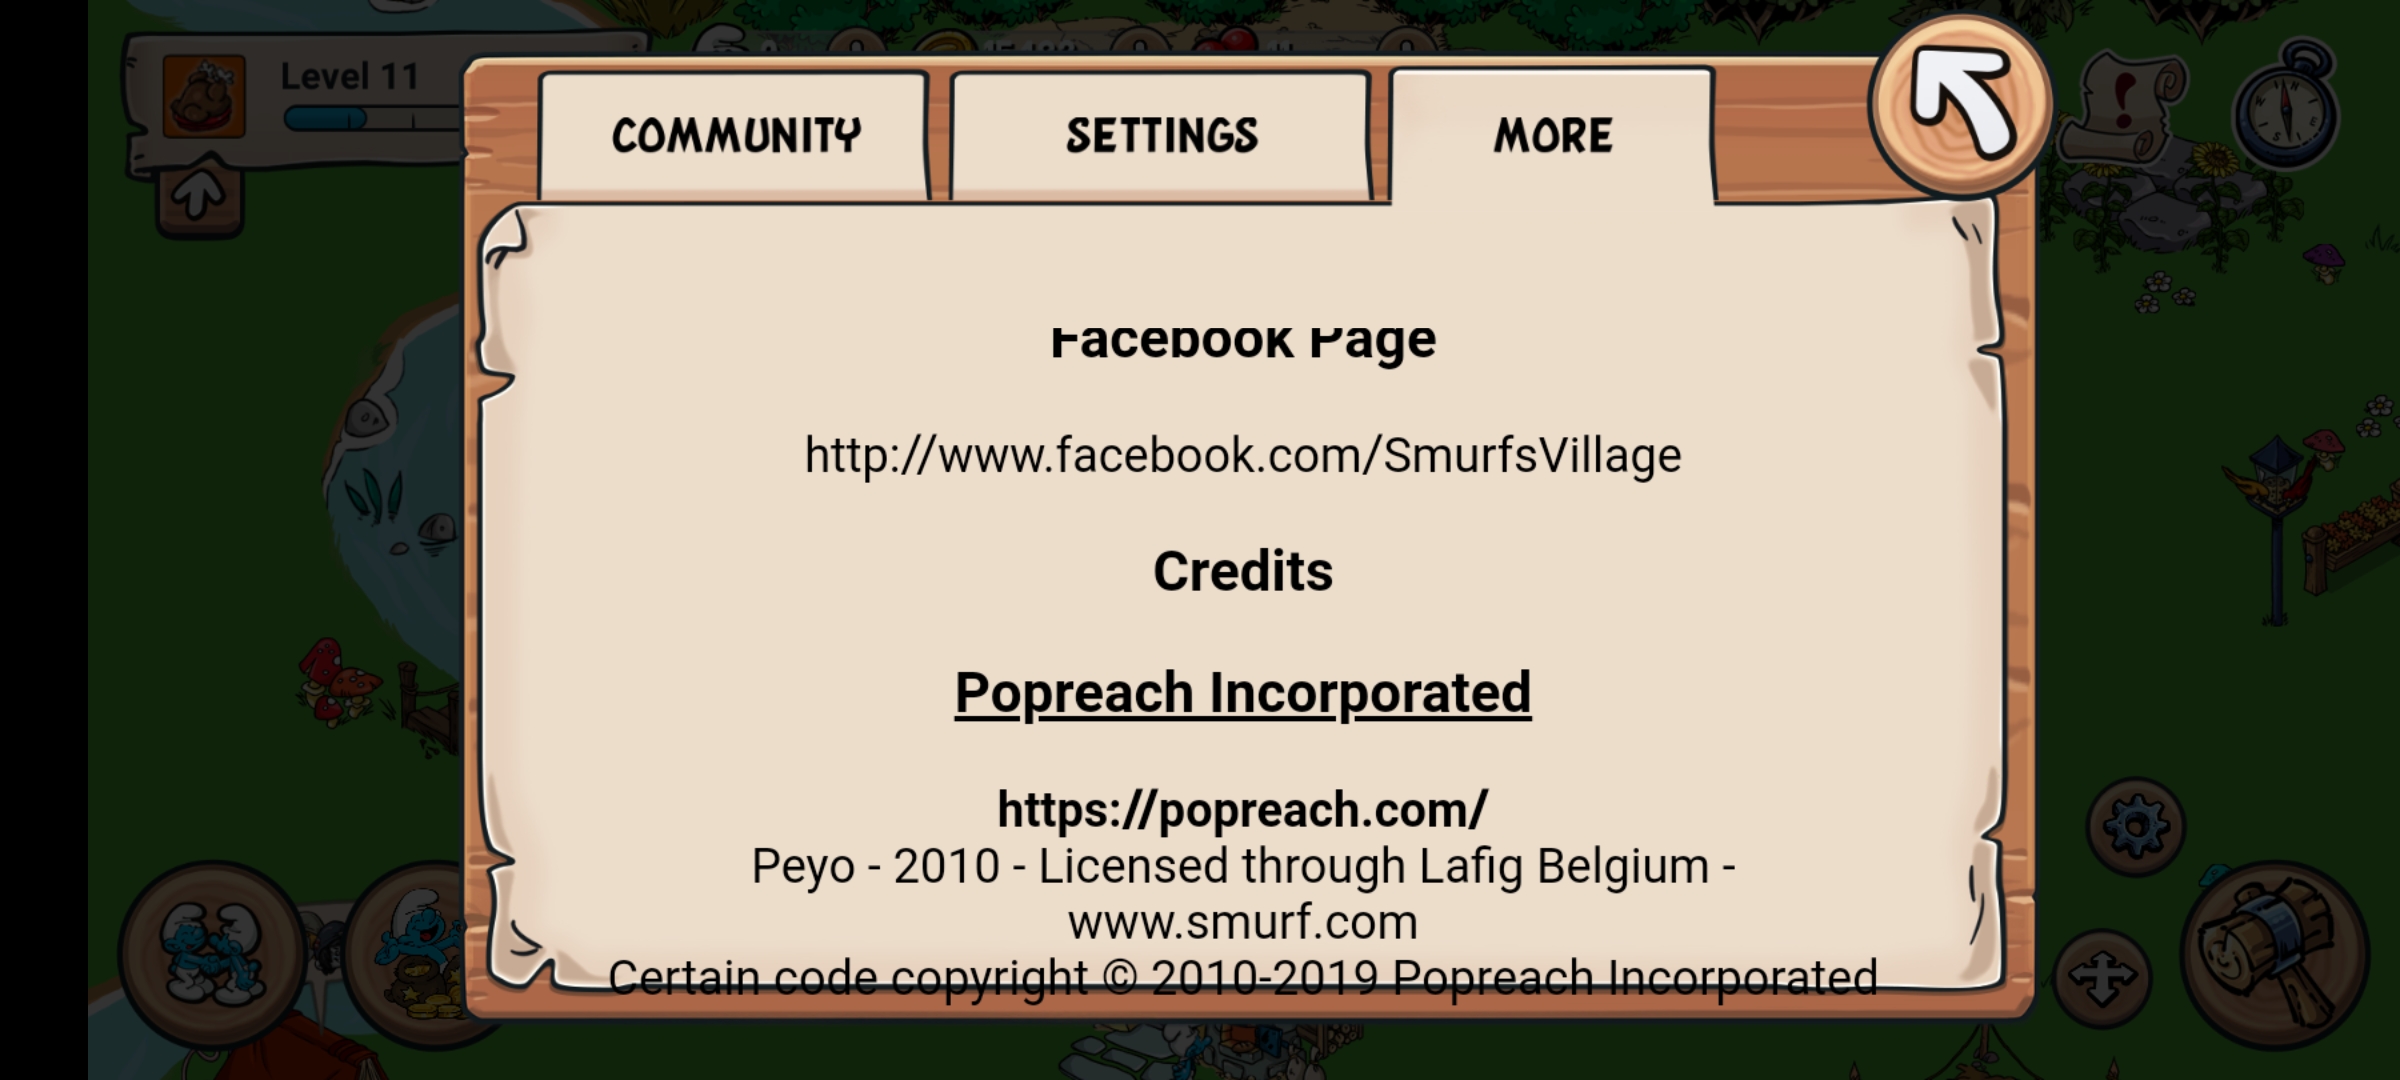 Level 11
COMMUNITY
SETTINGS
MORE
Facebook Page
http://www.facebook.com/SmurfsVillage
Credits
Popreach Incorporated
https://popreach.com/
Peyo - 2010 - Licensed through Lafig Belgium -
www.smurf.com
Certain code copyright © 2010-2019 Popreach Incorporated